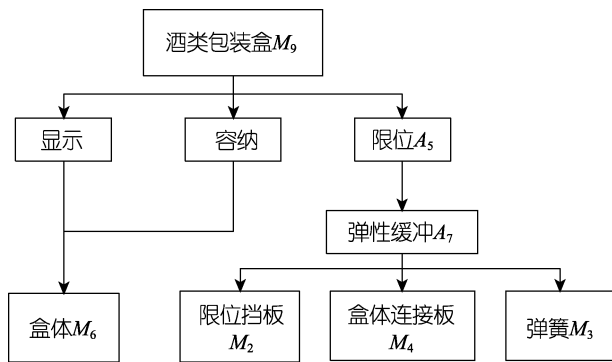 酒类包装盒M₉
显示
容纳
限位A₅
弹性缓冲A₇
盒体M₆
限位挡板
M₂
盒体连接板
M₄
弹簧M₃